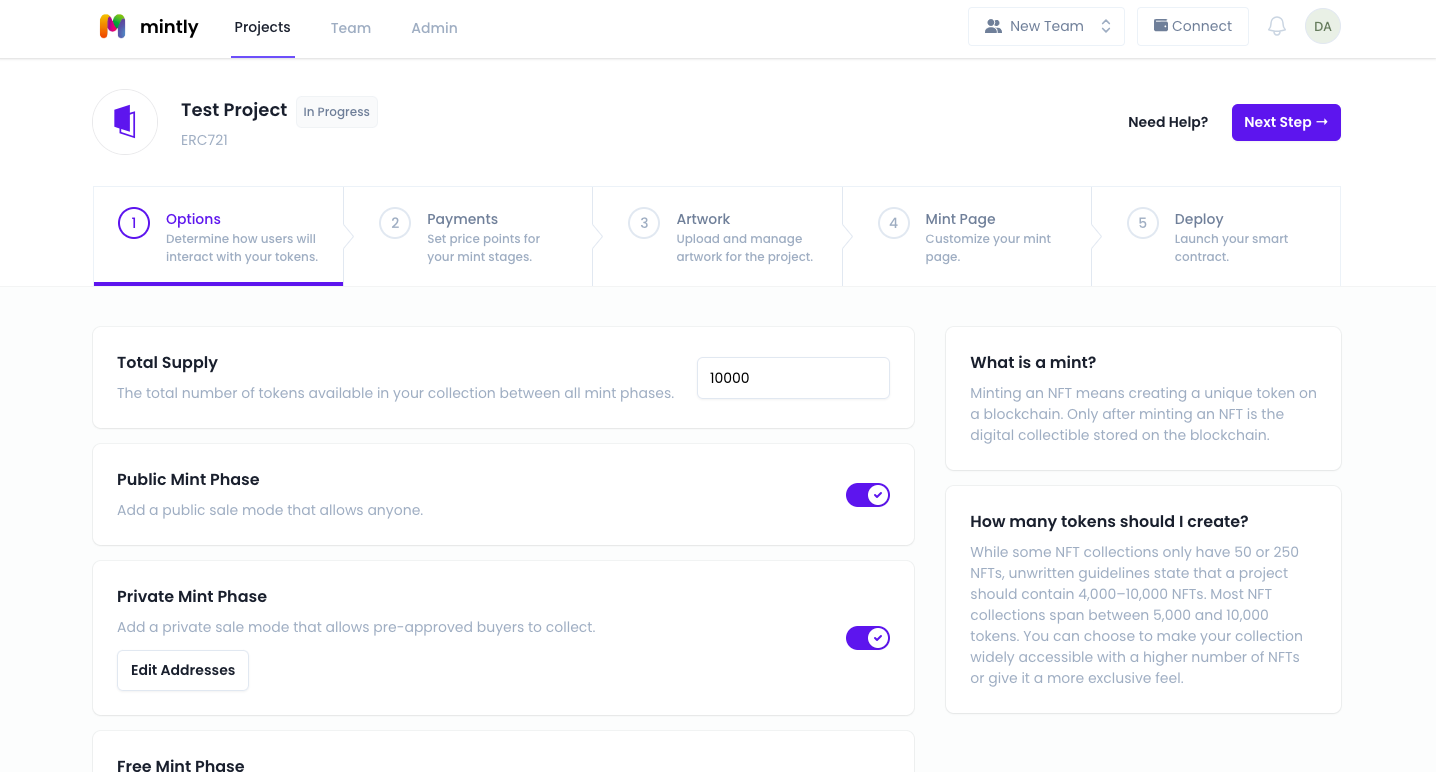 mintly
Projects
Team
Admin
New Team
Connect
DA
Test Project
In Progress
ERC721
Need Help?
Next Step →
1
Options
Determine how users will
interact with your tokens.
2
Payments
Set price points for
your mint stages.
3
Artwork
Upload and manage
artwork for the project.
4
Mint Page
Customize your mint
page.
5
Deploy
Launch your smart
contract.
Total Supply
The total number of tokens available in your collection between all mint phases.
10000
Public Mint Phase
Add a public sale mode that allows anyone.
Private Mint Phase
Add a private sale mode that allows pre-approved buyers to collect.
Edit Addresses
Free Mint Phase
What is a mint?
Minting an NFT means creating a unique token on
a blockchain. Only after minting an NFT is the
digital collectible stored on the blockchain.
How many tokens should I create?
While some NFT collections only have 50 or 250
NFTs, unwritten guidelines state that a project
should contain 4,000–10,000 NFTs. Most NFT
collections span between 5,000 and 10,000
tokens. You can choose to make your collection
widely accessible with a higher number of NFTs
or give it a more exclusive feel.